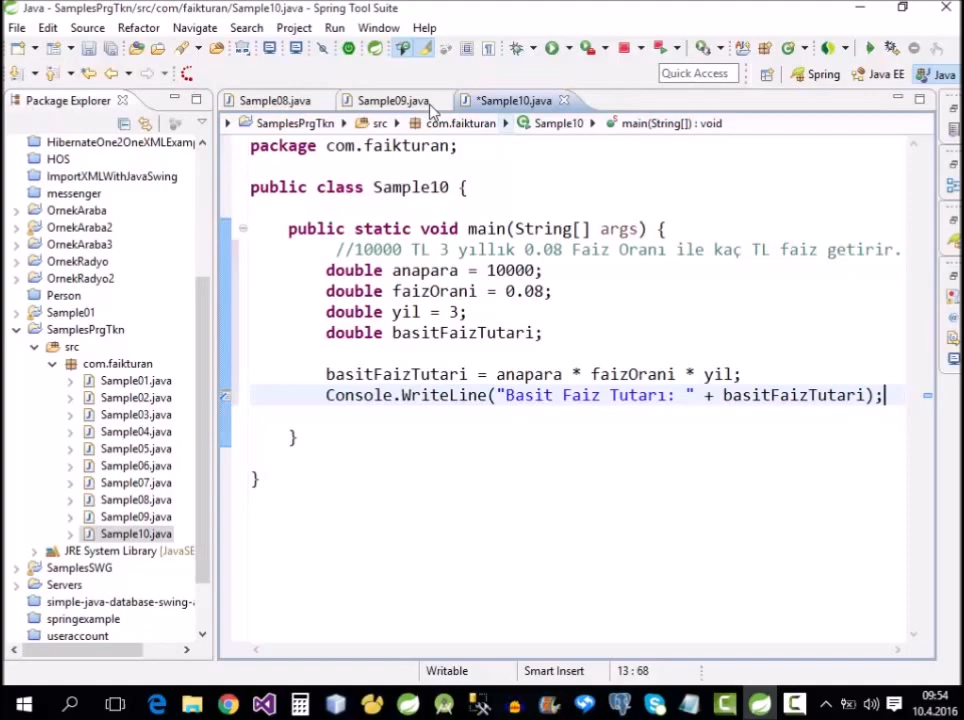 Java - SamplesPrgTkn/src/com/faikturan/Sample10.java - Spring Tool Suite
File Edit Source Refactor Navigate Search Project Run Window Help
Quick Access Spring Java EE Java
Package Explorer
Sample08.java Sample09.java *Sample10.java
SamplesPrgTkn src com.faikturan Sample10 main(String[]) : void
HibernateOne2OneXMLExamp
HOS
ImportXMLWithJavaSwing
messenger
OrnekAraba
OrnekAraba2
OrnekAraba3
OrnekRadyo
OrnekRadyo2
Person
Sample01
SamplesPrgTkn
src
com.faikturan
Sample01.java
Sample02.java
Sample03.java
Sample04.java
Sample05.java
Sample06.java
Sample07.java
Sample08.java
Sample09.java
Sample10.java
JRE System Library [JavaSE
SamplesSWG
Servers
simple-java-database-swing-
springexample
useraccount
package com.faikturan;
public class Sample10 {
public static void main(String[] args) {
//10000 TL 3 yıllık 0.08 Faiz Oranı ile kaç TL faiz getirir.
double anapara = 10000;
double faizOrani = 0.08;
double yil = 3;
double basitFaizTutari;
basitFaizTutari = anapara * faizOrani * yil;
Console.WriteLine("Basit Faiz Tutarı: " + basitFaizTutari);
}
}
Writable Smart Insert 13 : 68
09:54
10.4.2016